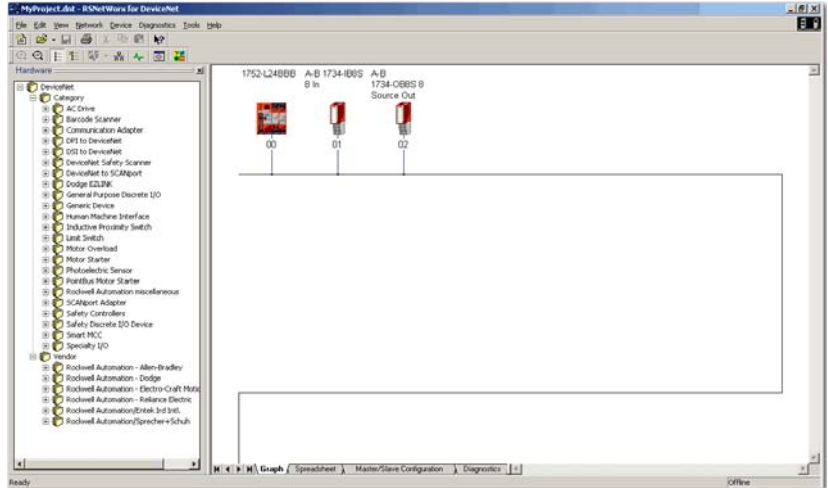 MyProject.dnt - RSNetWorx for DeviceNet
File Edit View Network Device Diagnostics Tools Help
Hardware
DeviceNet
Category
AC Drive
Barcode Scanner
Communication Adapter
DPI to DeviceNet
DSI to DeviceNet
DeviceNet Safety Scanner
DeviceNet to SCANport
Dodge EZLINK
General Purpose Discrete I/O
Generic Device
Human Machine Interface
Inductive Proximity Switch
Limit Switch
Motor Overload
Motor Starter
Photoelectric Sensor
PointBus Motor Starter
Rockwell Automation miscellaneous
SCANport Adapter
Safety Controllers
Safety Discrete I/O Device
Smart MCC
Specialty I/O
Vendor
Rockwell Automation - Allen-Bradley
Rockwell Automation - Dodge
Rockwell Automation - Electro-Craft Motio
Rockwell Automation - Reliance Electric
Rockwell Automation/Entek Ird Intl.
Rockwell Automation/Sprecher+Schuh
1752-L24BBB A-B 1734-IB8S A-B
8 In 1734-OB8S 8
Source Out
00 01 02
Graph Spreadsheet Master/Slave Configuration Diagnostics
Ready Offline